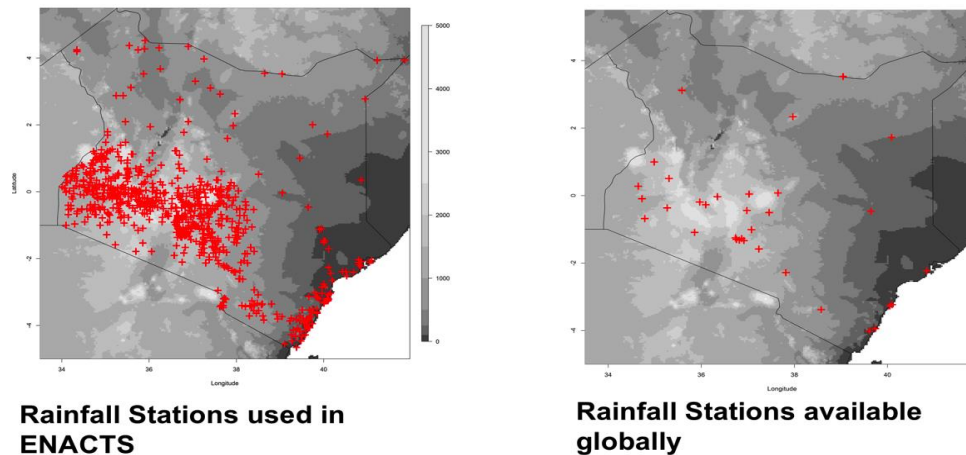 4
2
0
-2
-4
Latitude
34 36 38 40
Longitude
5000
4000
3000
2000
1000
0
Rainfall Stations used in
ENACTS
4
2
0
-2
-4
34 36 38 40
Longitude
Rainfall Stations available
globally